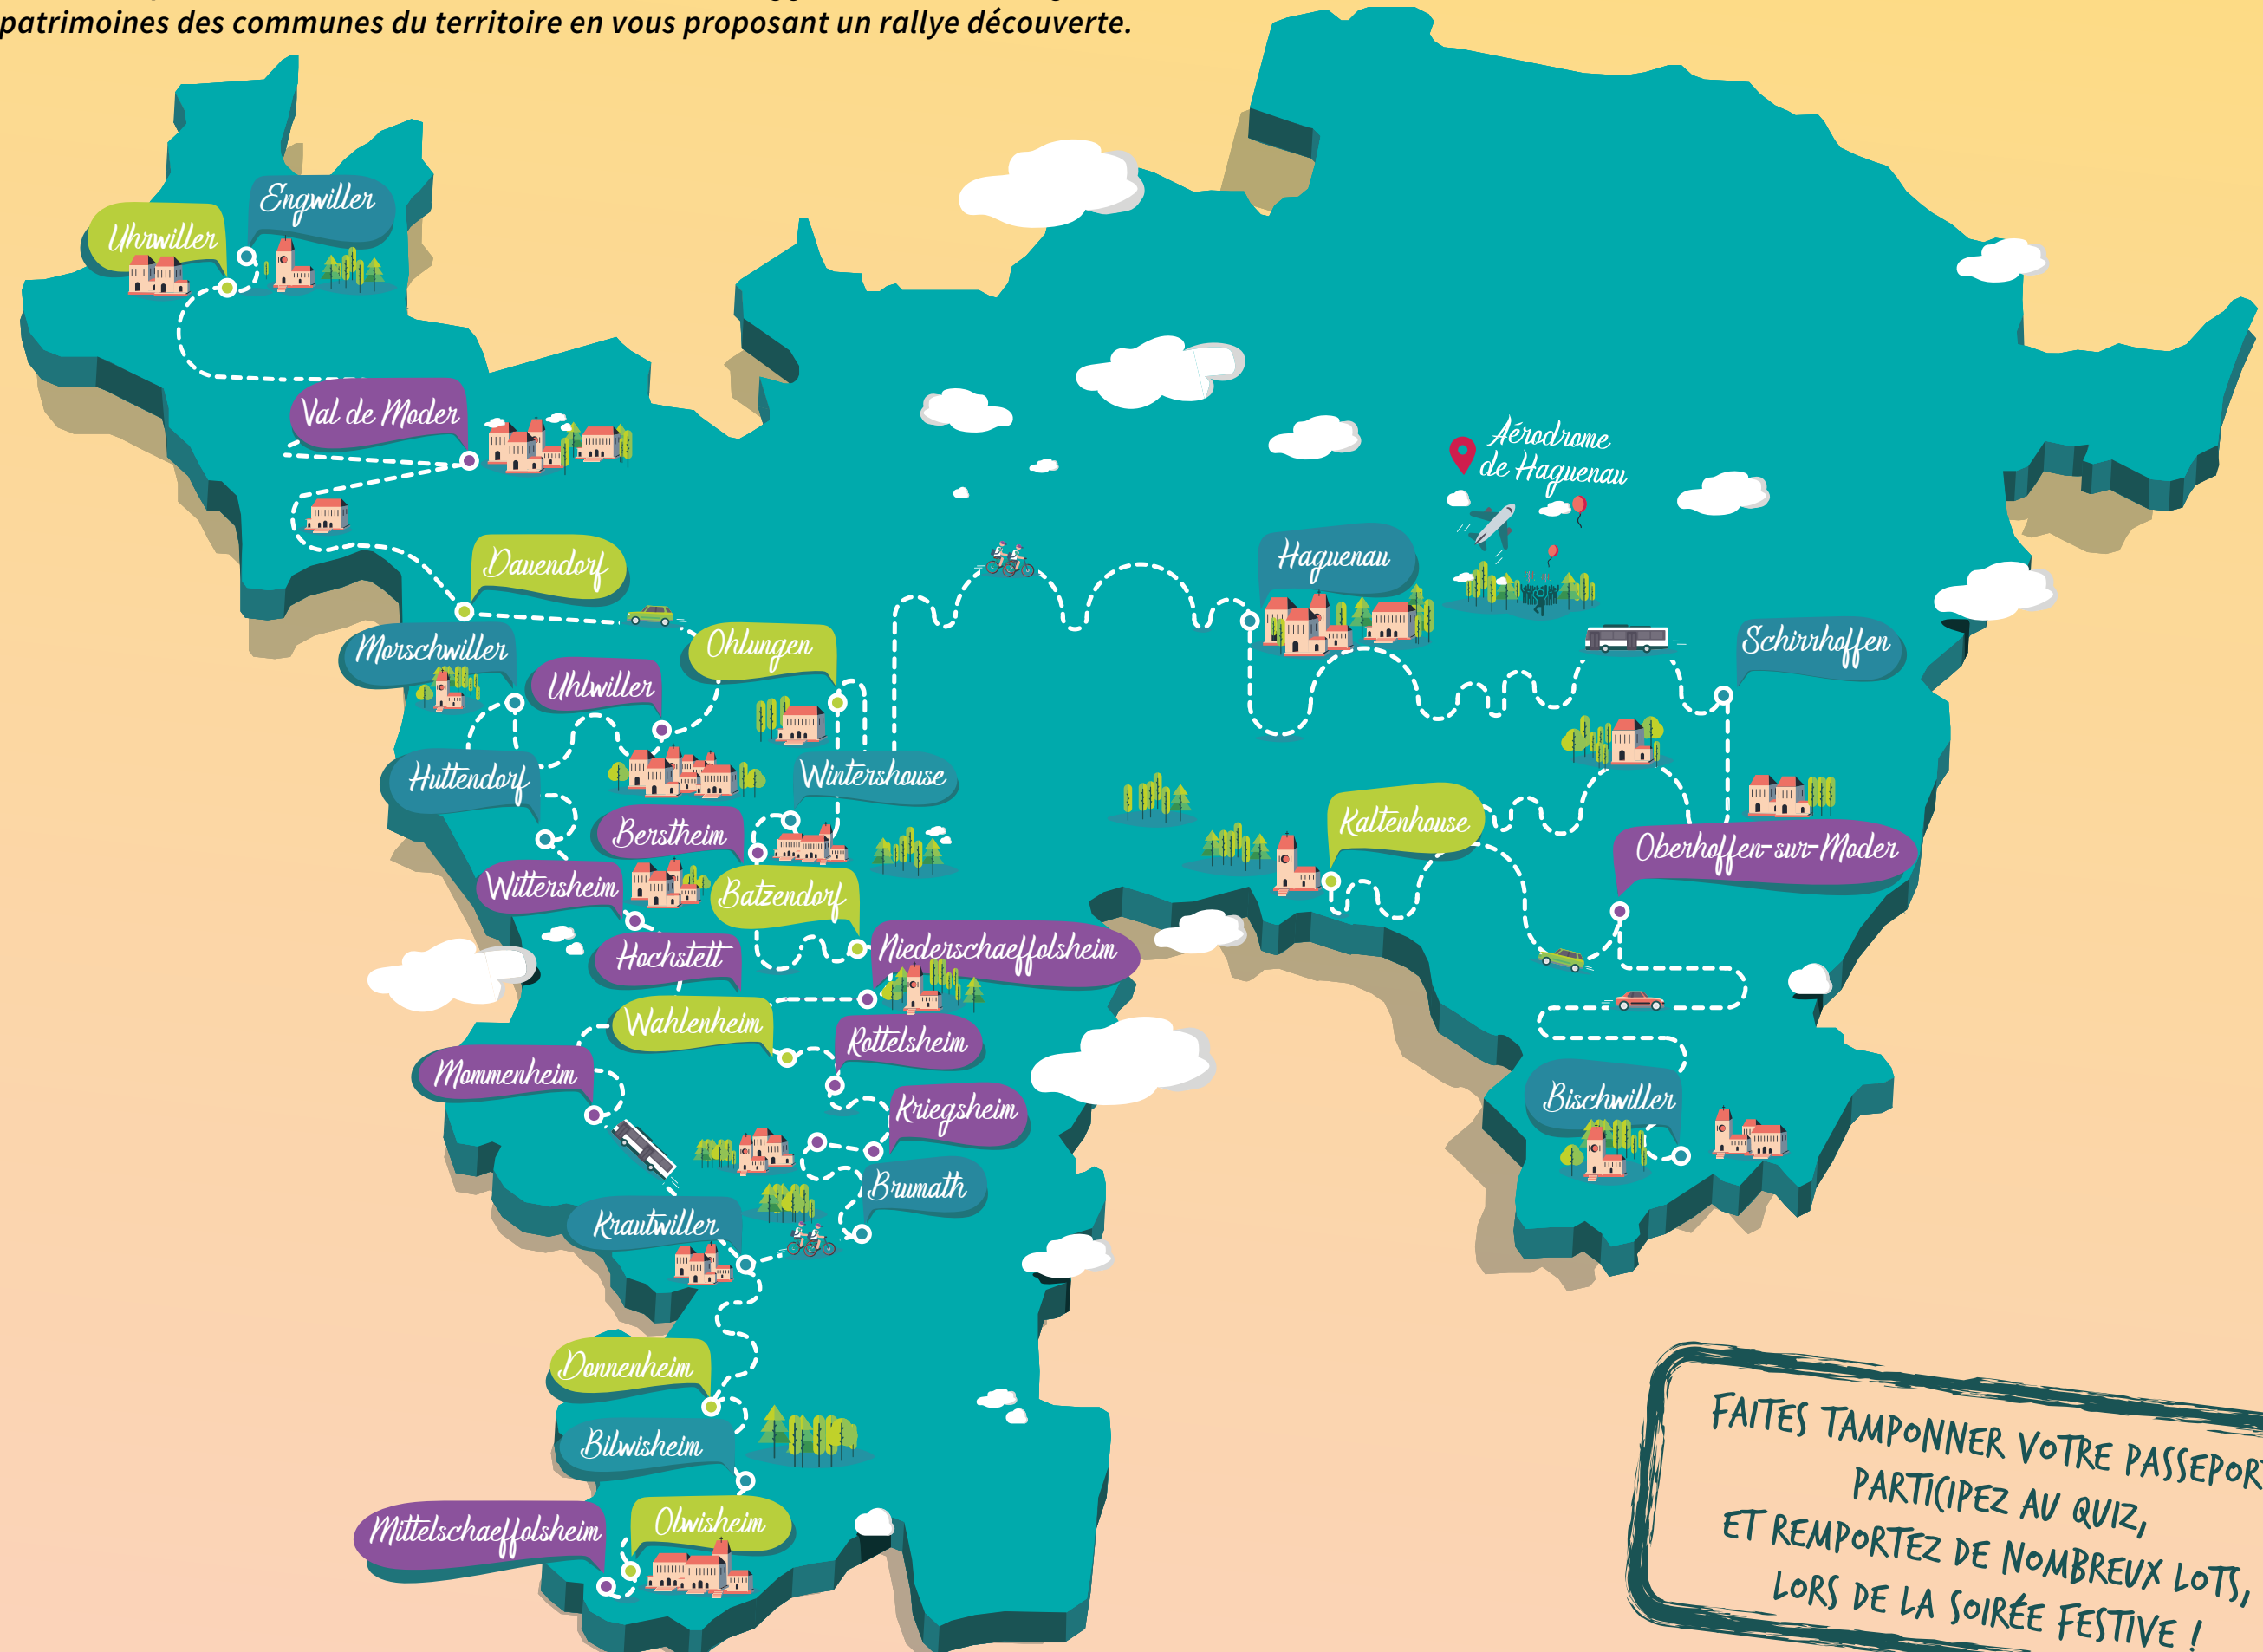 patrimoines des communes du territoire en vous proposant un rallye découverte.
Engwiller
Uhrwiller
Val de Moder
Aérodrome
de Haguenau
Dauendorf
Haguenau
Morschwiller
Ohlungen
Schirrhoffen
Uhlwiller
Huttendorf
Wintershouse
Berstheim
Kaltenhouse
Oberhoffen-sur-Moder
Wittersheim
Batzendorf
Hochstett
Niederschaeffolsheim
Wahlenheim
Rottelsheim
Mommenheim
Kriegsheim
Bischwiller
Brumath
Krautwiller
Donnenheim
Bilwisheim
Mittelschaeffolsheim
Olwisheim
FAITES TAMPONNER VOTRE PASSEPORT
PARTICIPEZ AU QUIZ,
ET REMPORTEZ DE NOMBREUX LOTS,
LORS DE LA SOIRÉE FESTIVE !